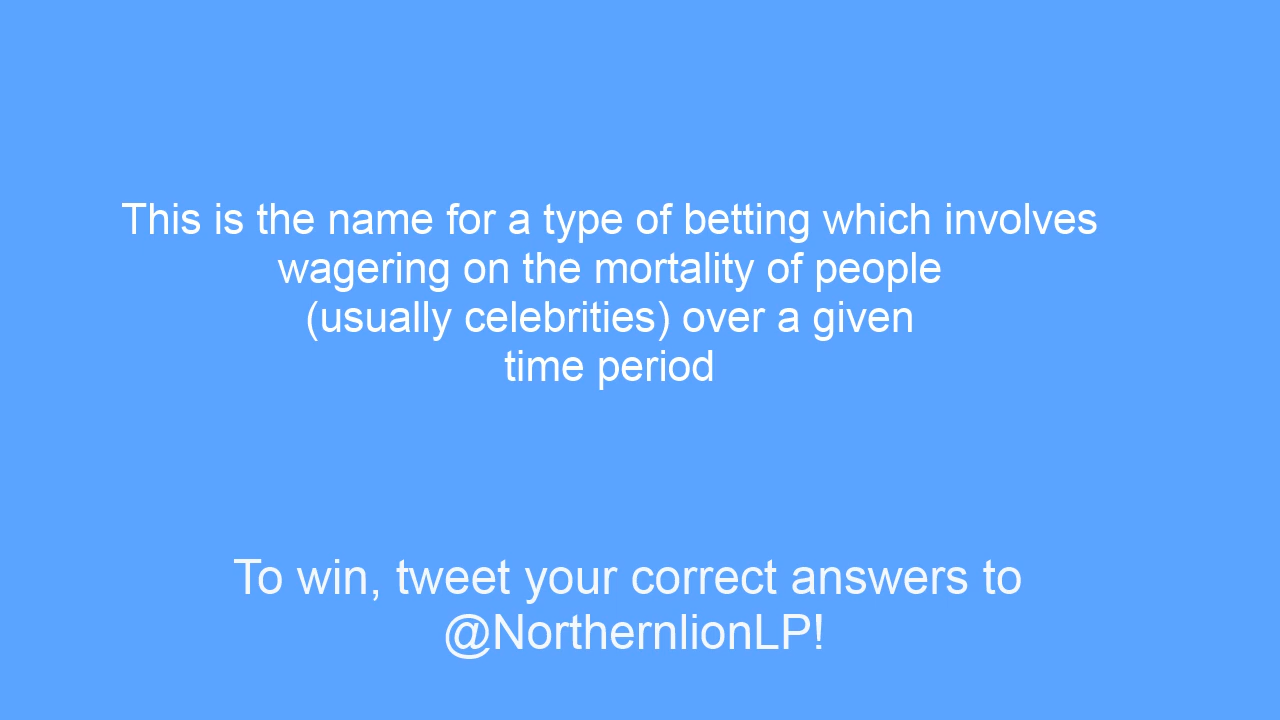 This is the name for a type of betting which involves
wagering on the mortality of people
(usually celebrities) over a given
time period
To win, tweet your correct answers to
@NorthernlionLP!